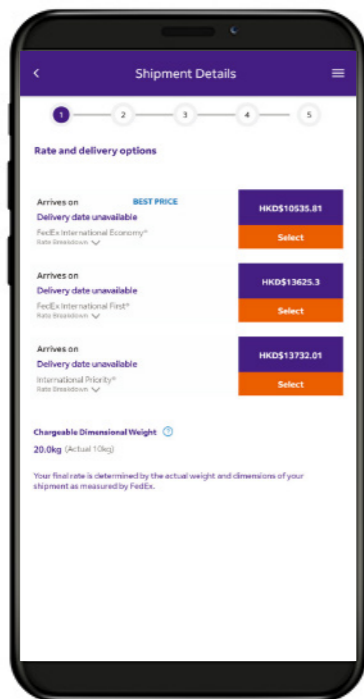 Shipment Details
1 2 3 4 5
Rate and delivery options
Arrives on BEST PRICE
Delivery date unavailable
FedEx International Economy®
Rate Breakdown
HKD$10535.81
Select
Arrives on
Delivery date unavailable
FedEx International First®
Rate Breakdown
HKD$13625.3
Select
Arrives on
Delivery date unavailable
International Priority®
Rate Breakdown
HKD$13732.01
Select
Chargeable Dimensional Weight ?
20.0kg (Actual 10kg)
Your final rate is determined by the actual weight and dimensions of your
shipment as measured by FedEx.